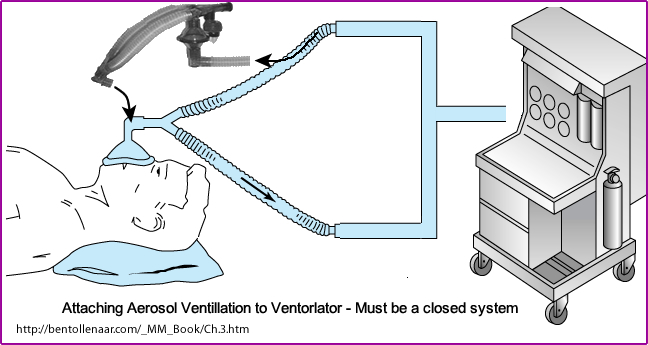 Attaching Aerosol Ventillation to Ventorlator - Must be a closed system
http://bentollenaar.com/_MM_Book/Ch.3.htm